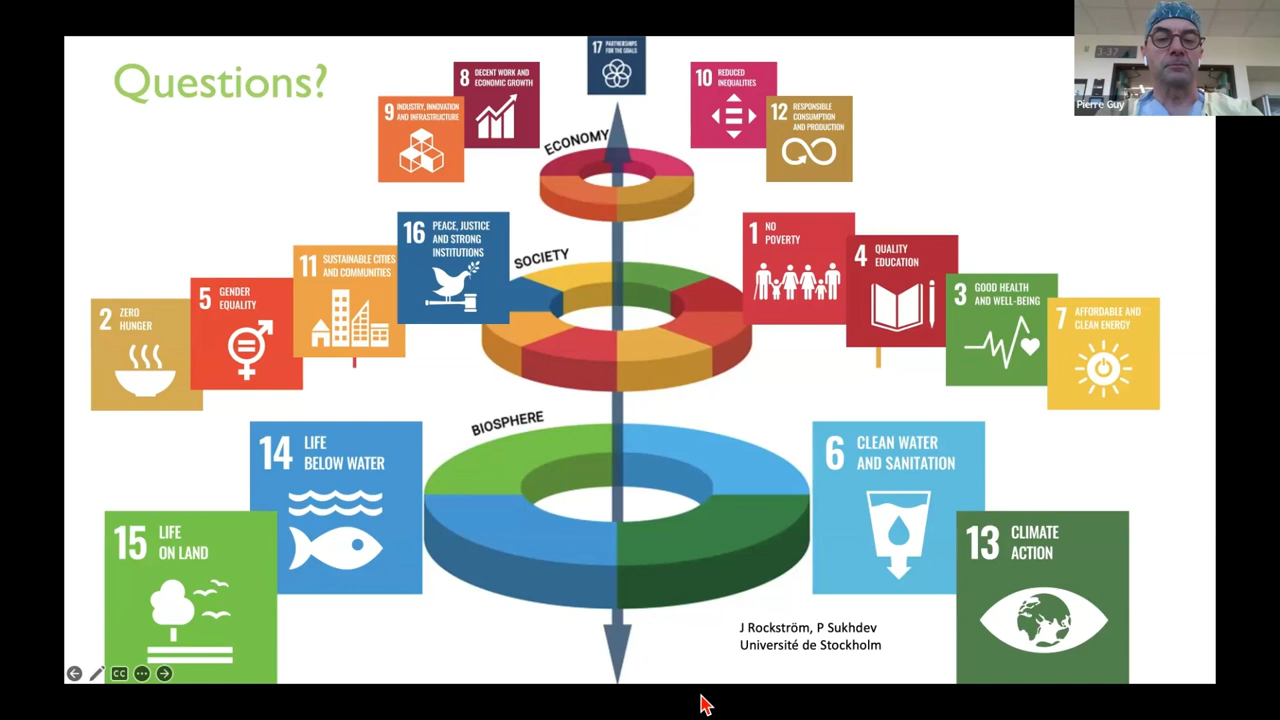 Questions?
17 PARTNERSHIPS
FOR THE GOALS
8 DECENT WORK AND
ECONOMIC GROWTH
9 INDUSTRY, INNOVATION
AND INFRASTRUCTURE
10 REDUCED
INEQUALITIES
12 RESPONSIBLE
CONSUMPTION
AND PRODUCTION
Pierre Guy
ECONOMY
16 PEACE, JUSTICE
AND STRONG
INSTITUTIONS
11 SUSTAINABLE CITIES
AND COMMUNITIES
5 GENDER
EQUALITY
2 ZERO
HUNGER
SOCIETY
1 NO
POVERTY
4 QUALITY
EDUCATION
3 GOOD HEALTH
AND WELL-BEING
7 AFFORDABLE AND
CLEAN ENERGY
BIOSPHERE
14 LIFE
BELOW WATER
15 LIFE
ON LAND
6 CLEAN WATER
AND SANITATION
13 CLIMATE
ACTION
J Rockström, P Sukhdev
Université de Stockholm
CC